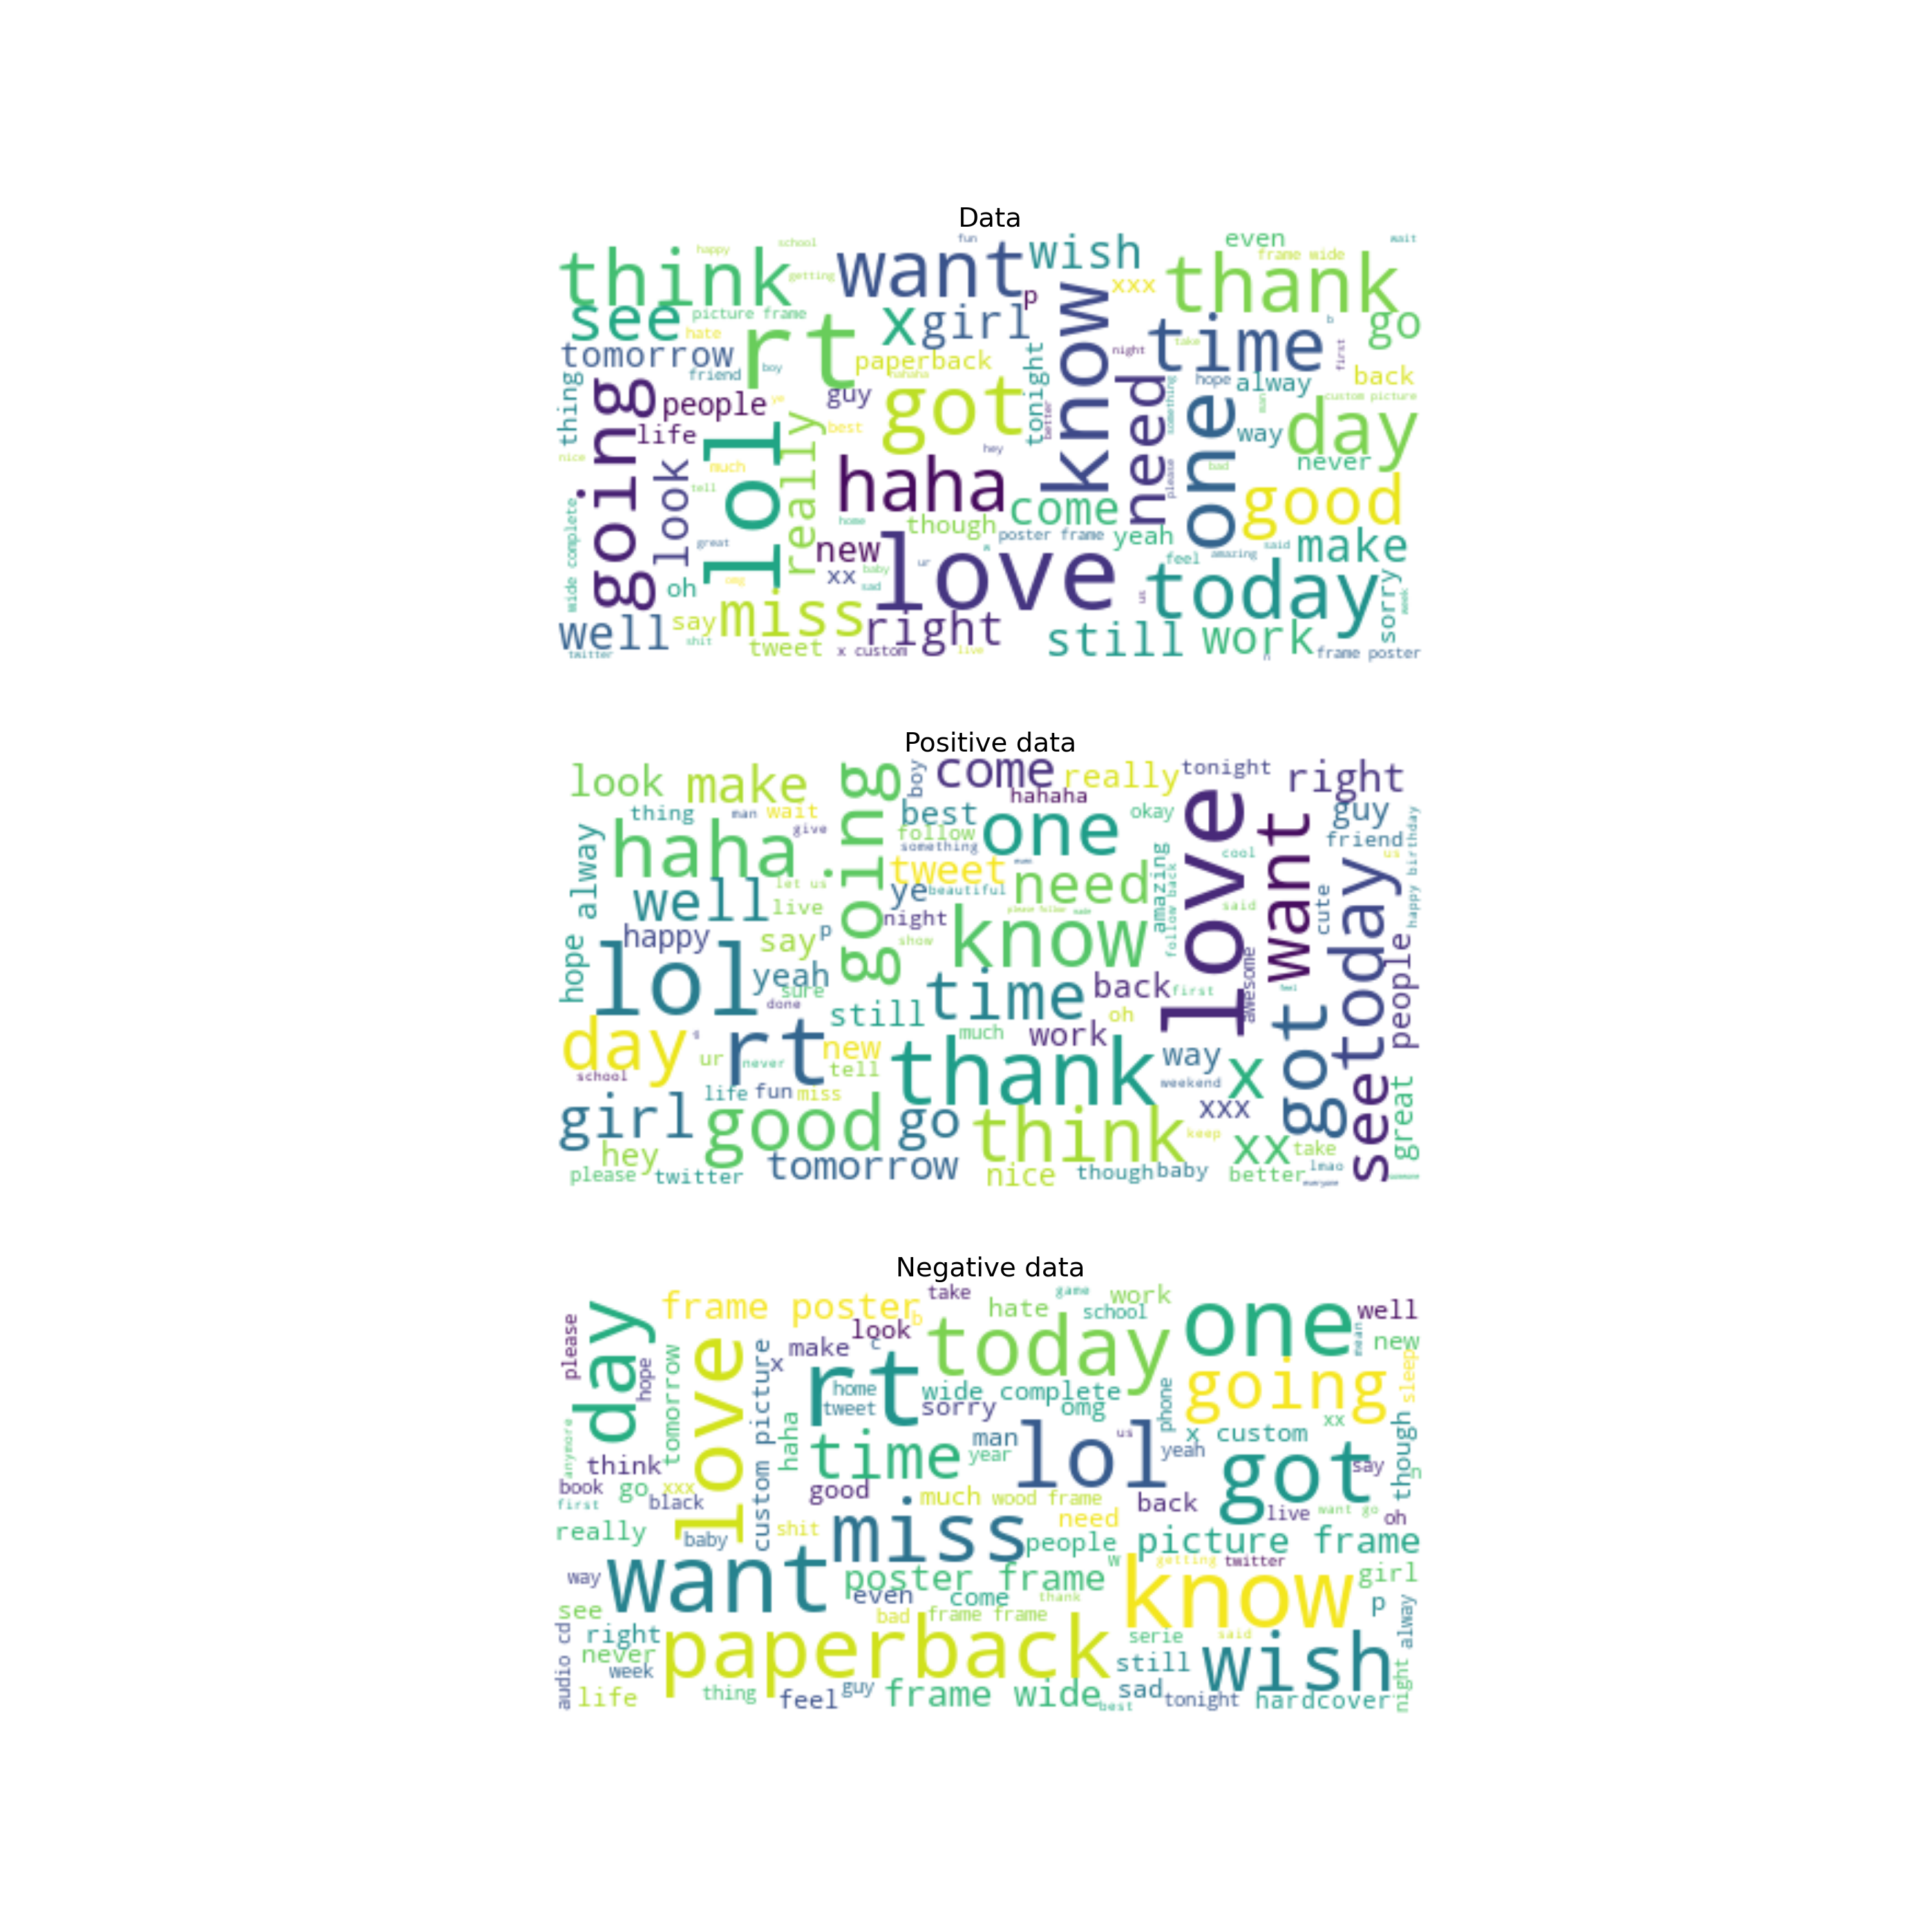 Data
think
happy
school
getting
want
fun
wish
p
xxx
thank
even
frame wide
wait
see
picture frame
hate
rt
x
girl
know
time
b
go
tomorrow
friend
boy
paperback
hahaha
tonight
night
take
first
back
thing
going
people
ye
guy
got
better
need
something
hope
alway
man
custom picture
life
really
best
hey
one
way
day
nice
look
much
tell
lol
haha
please
bad
never
good
wide complete
home
though
come
poster frame
yeah
said
make
great
new
w
love
ur
feel
amazing
oh
omg
xx
baby
sad
us
today
sorry
week
well
say
miss
right
still
work
shit
twitter
tweet
x custom
live
n
frame poster
Positive data
look
make
going
boy
come
really
tonight
right
hahaha
thing
man
wait
give
best
one
okay
love
want
guy
friend
happy birthday
haha
follow
something
tweet
need
amazing
cool
us
alway
well
let us
live
ye
beautiful
follow back
said
cute
today
happy
say
p
night
please follow
know
show
hope
lol
yeah
sure
done
still
time
back
first
awesome
feel
got
people
day
rt
new
tell
much
work
oh
school
ur
never
thank
way
weekend
x
see
life
fun
miss
girl
good
go
think
xxx
keep
great
hey
please
twitter
tomorrow
nice
though
baby
xx
take
better
lmao
everyone
Negative data
please
day
frame poster
b
take
game
work
hate
school
one
well
hope
tomorrow
love
custom picture
look
make
c
x
today
mean
new
rt
home
tweet
wide complete
sorry
omg
phone
going
sleep
xx
anymore
haha
time
man
year
lol
us
yeah
x custom
though
think
got
say
n
book
go
xxx
first
black
good
much
wood frame
back
live
want go
oh
really
baby
shit
miss
need
people
picture frame
way
want
poster frame
w
getting
twitter
girl
even
come
thank
know
p
alway
see
bad
frame frame
audio cd
right
never
week
paperback
serie
said
still
wish
life
thing
feel
guy
frame wide
best
sad
tonight
hardcover
night